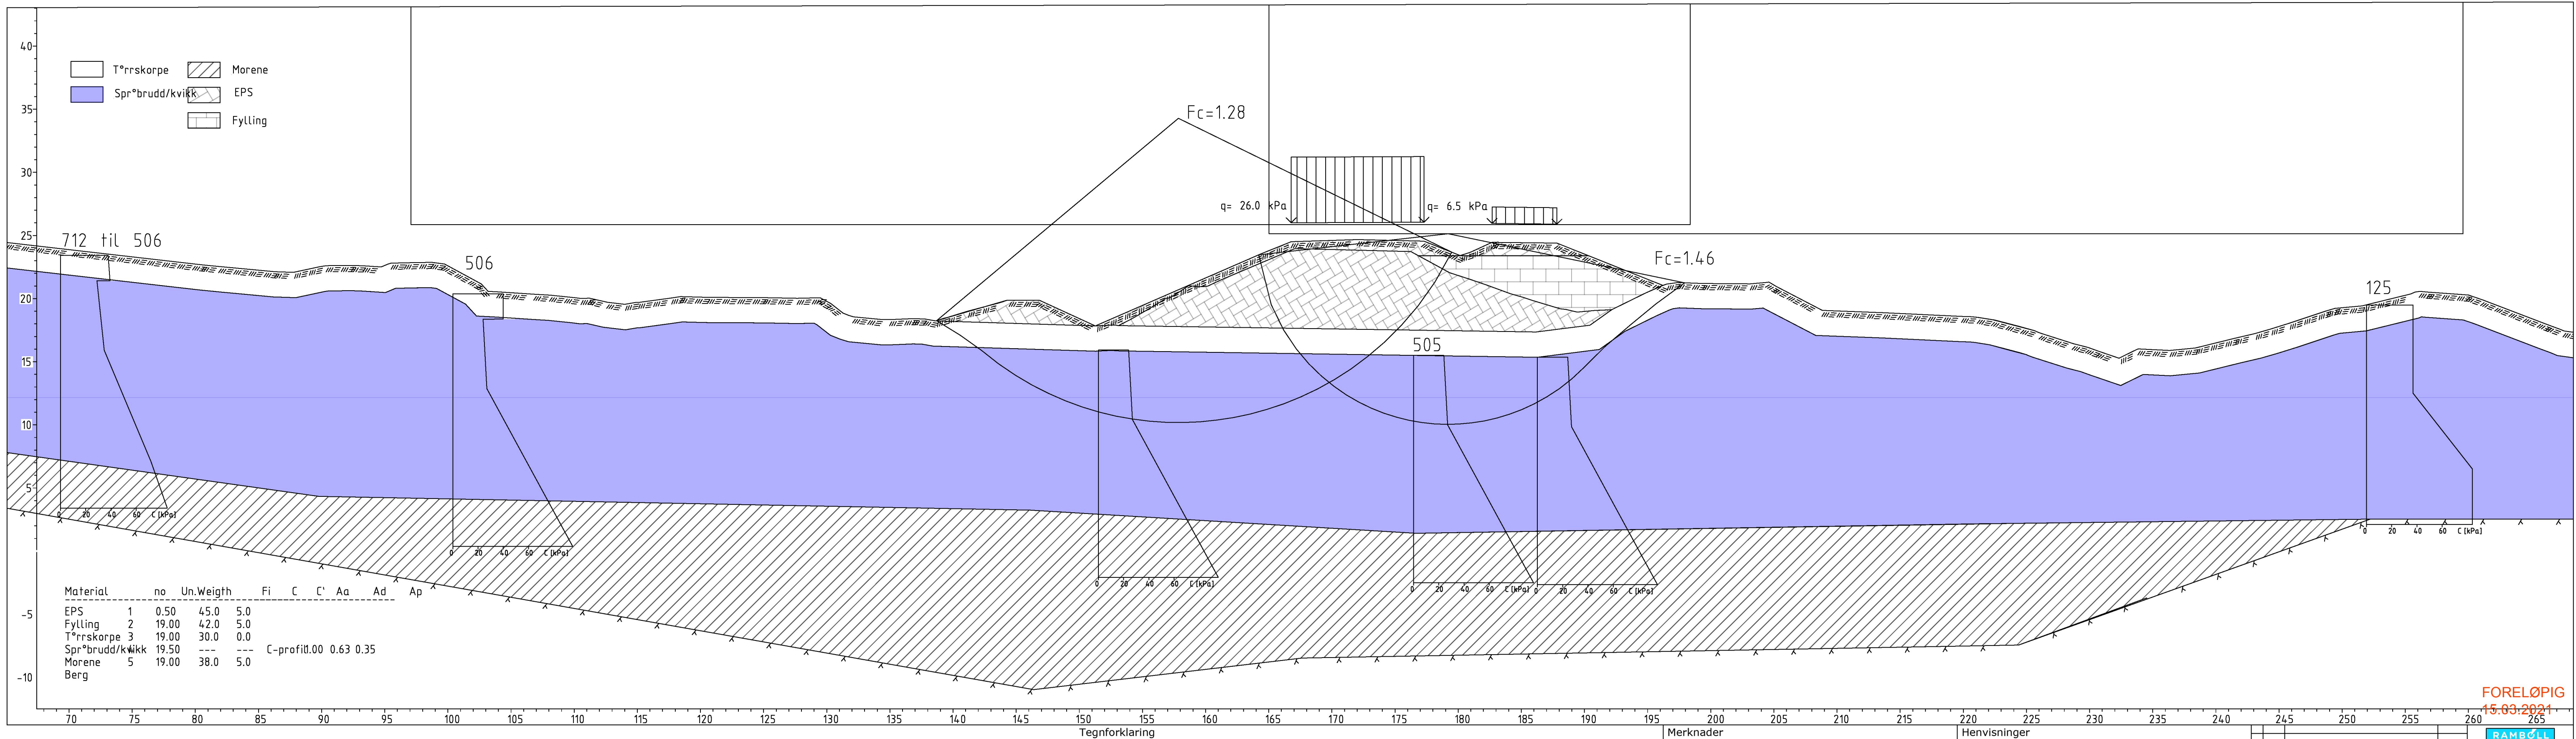 40
35
30
25
20
15
10
5
-5
-10
T°rrskorpe
Morene
Spr°brudd/kvikk
EPS
Fylling
Fc=1.28
q= 26.0 kPa
q= 6.5 kPa
Fc=1.46
712 til 506
506
505
125
0 20 40 60 C [kPa]
0 20 40 60 C [kPa]
0 20 40 60 C [kPa]
0 20 40 60 C [kPa]
0 20 40 60 C [kPa]
0 20 40 60 C [kPa]
Material no Un.Weigth Fi C C' Aa Ad Ap
EPS 1 0.50 45.0 5.0
Fylling 2 19.00 42.0 5.0
T°rrskorpe 3 19.00 30.0 0.0
Spr°brudd/kvikk 4 19.50 --- --- C-profil 1.00 0.63 0.35
Morene 5 19.00 38.0 5.0
Berg
70 75 80 85 90 95 100 105 110 115 120 125 130 135 140 145 150 155 160 165 170 175 180 185 190 195 200 205 210 215 220 225 230 235 240 245 250 255 260 265
FORELØPIG
15.03.2021
Tegnforklaring
Merknader
Henvisninger
RAMBOLL